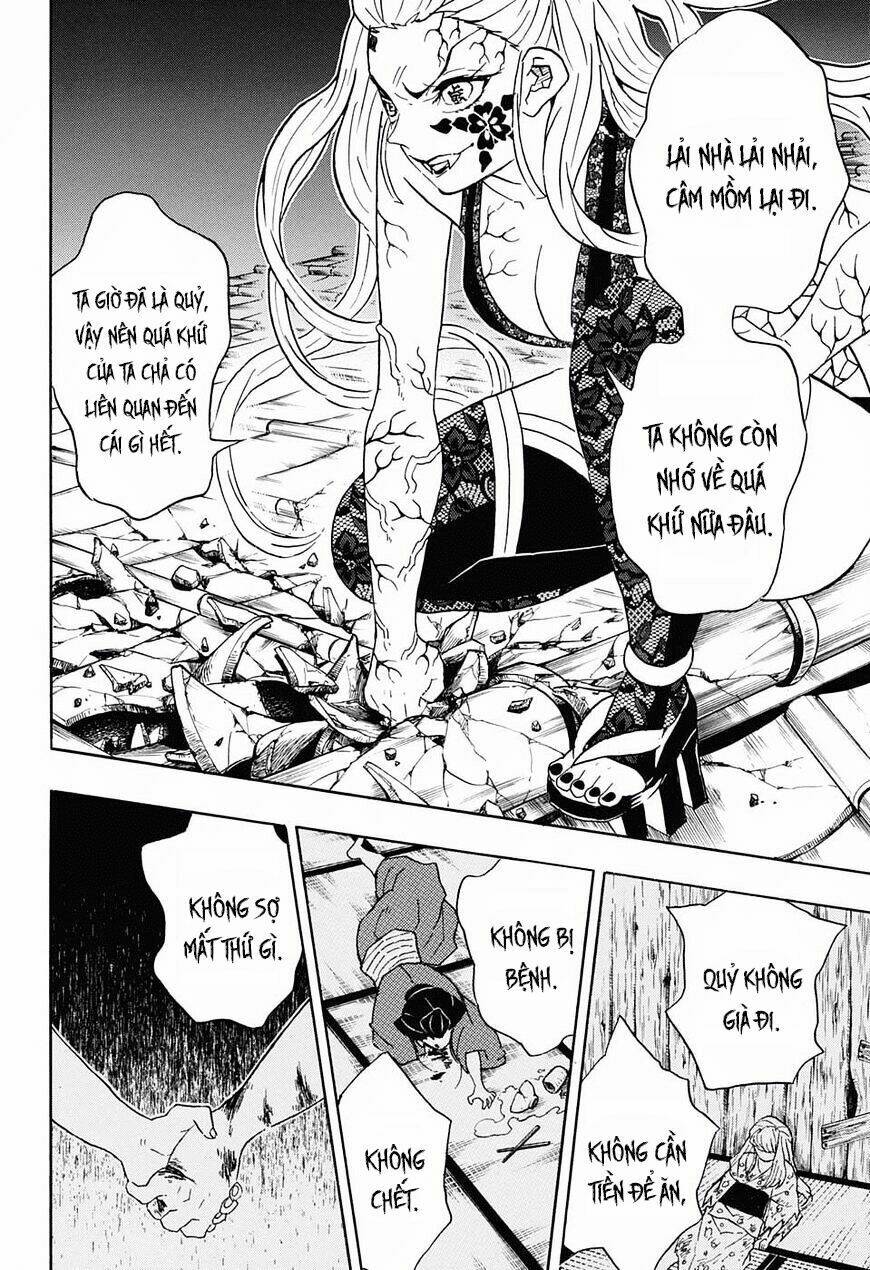 LẢI NHÀ LẢI NHẢI,
CÂM MỒM LẠI ĐI.
TA KHÔNG CÒN
NHỚ VỀ QUÁ
KHỨ NỮA ĐÂU.
TA GIỜ ĐÃ LÀ QUỶ,
VẬY NÊN QUÁ KHỨ
CỦA TA CHẢ CÓ
LIÊN QUAN ĐẾN
CÁI GÌ HẾT.
QUỶ KHÔNG
GIÀ ĐI.
KHÔNG CẦN
TIỀN ĐỂ ĂN,
KHÔNG BỊ
BỆNH.
KHÔNG
CHẾT.
KHÔNG SỢ
MẤT THỨ GÌ.